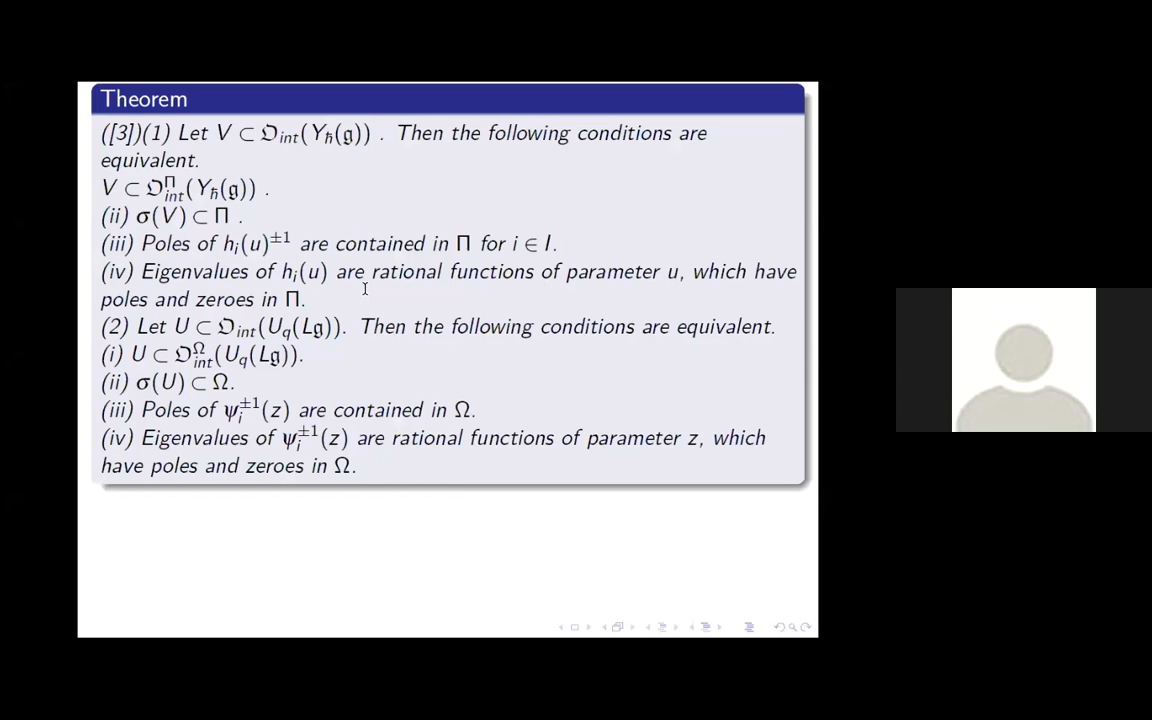 Theorem
([3])(1) Let V ⊂ 𝔒_int(Y_ħ(𝔤)) . Then the following conditions are
equivalent.
V ⊂ 𝔒^Π_int(Y_ħ(𝔤)) .
(ii) σ(V) ⊂ Π .
(iii) Poles of h_i(u)^±1 are contained in Π for i ∈ I.
(iv) Eigenvalues of h_i(u) are rational functions of parameter u, which have
poles and zeroes in Π.
(2) Let U ⊂ 𝔒_int(U_q(L𝔤)). Then the following conditions are equivalent.
(i) U ⊂ 𝔒^Ω_int(U_q(L𝔤)).
(ii) σ(U) ⊂ Ω.
(iii) Poles of ψ_i^±1(z) are contained in Ω.
(iv) Eigenvalues of ψ_i^±1(z) are rational functions of parameter z, which
have poles and zeroes in Ω.